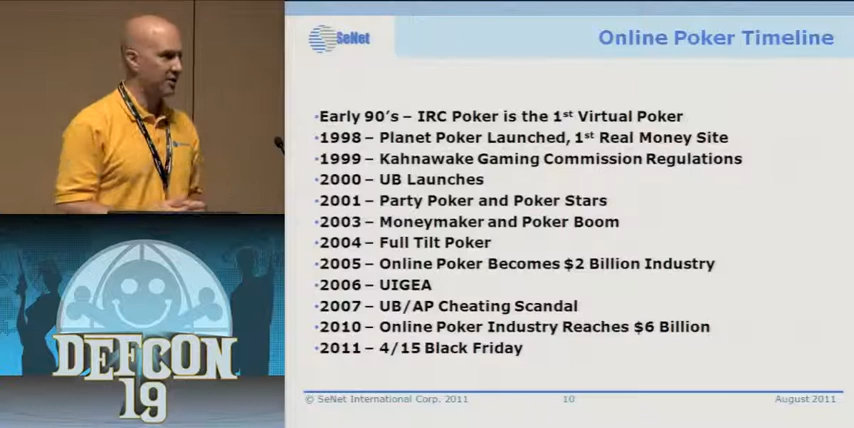 SeNet
Online Poker Timeline
•Early 90's – IRC Poker is the 1st Virtual Poker
•1998 – Planet Poker Launched, 1st Real Money Site
•1999 – Kahnawake Gaming Commission Regulations
•2000 – UB Launches
•2001 – Party Poker and Poker Stars
•2003 – Moneymaker and Poker Boom
•2004 – Full Tilt Poker
•2005 – Online Poker Becomes $2 Billion Industry
•2006 – UIGEA
•2007 – UB/AP Cheating Scandal
•2010 – Online Poker Industry Reaches $6 Billion
•2011 – 4/15 Black Friday
© SeNet International Corp. 2011 10 August 2011
DEFCON
19